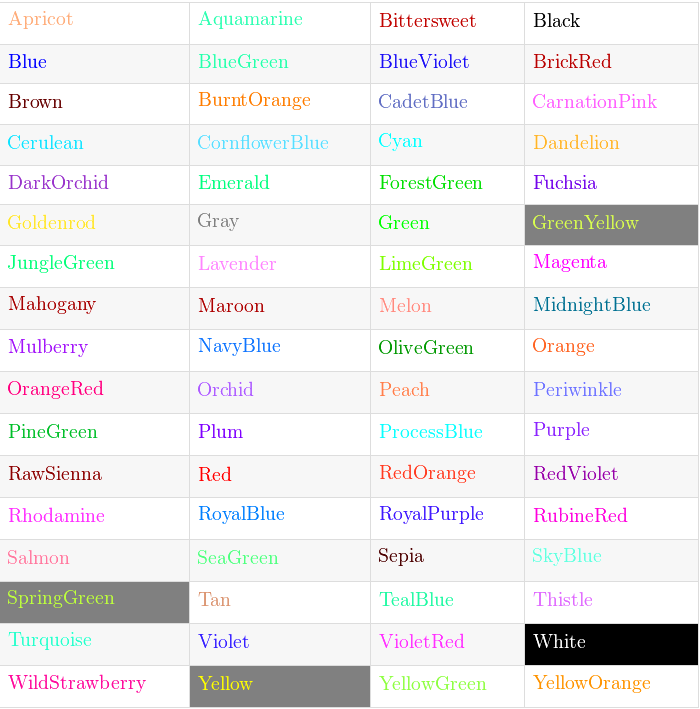 Apricot Aquamarine Bittersweet Black
Blue BlueGreen BlueViolet BrickRed
Brown BurntOrange CadetBlue CarnationPink
Cerulean CornflowerBlue Cyan Dandelion
DarkOrchid Emerald ForestGreen Fuchsia
Goldenrod Gray Green GreenYellow
JungleGreen Lavender LimeGreen Magenta
Mahogany Maroon Melon MidnightBlue
Mulberry NavyBlue OliveGreen Orange
OrangeRed Orchid Peach Periwinkle
PineGreen Plum ProcessBlue Purple
RawSienna Red RedOrange RedViolet
Rhodamine RoyalBlue RoyalPurple RubineRed
Salmon SeaGreen Sepia SkyBlue
SpringGreen Tan TealBlue Thistle
Turquoise Violet VioletRed White
WildStrawberry Yellow YellowGreen YellowOrange